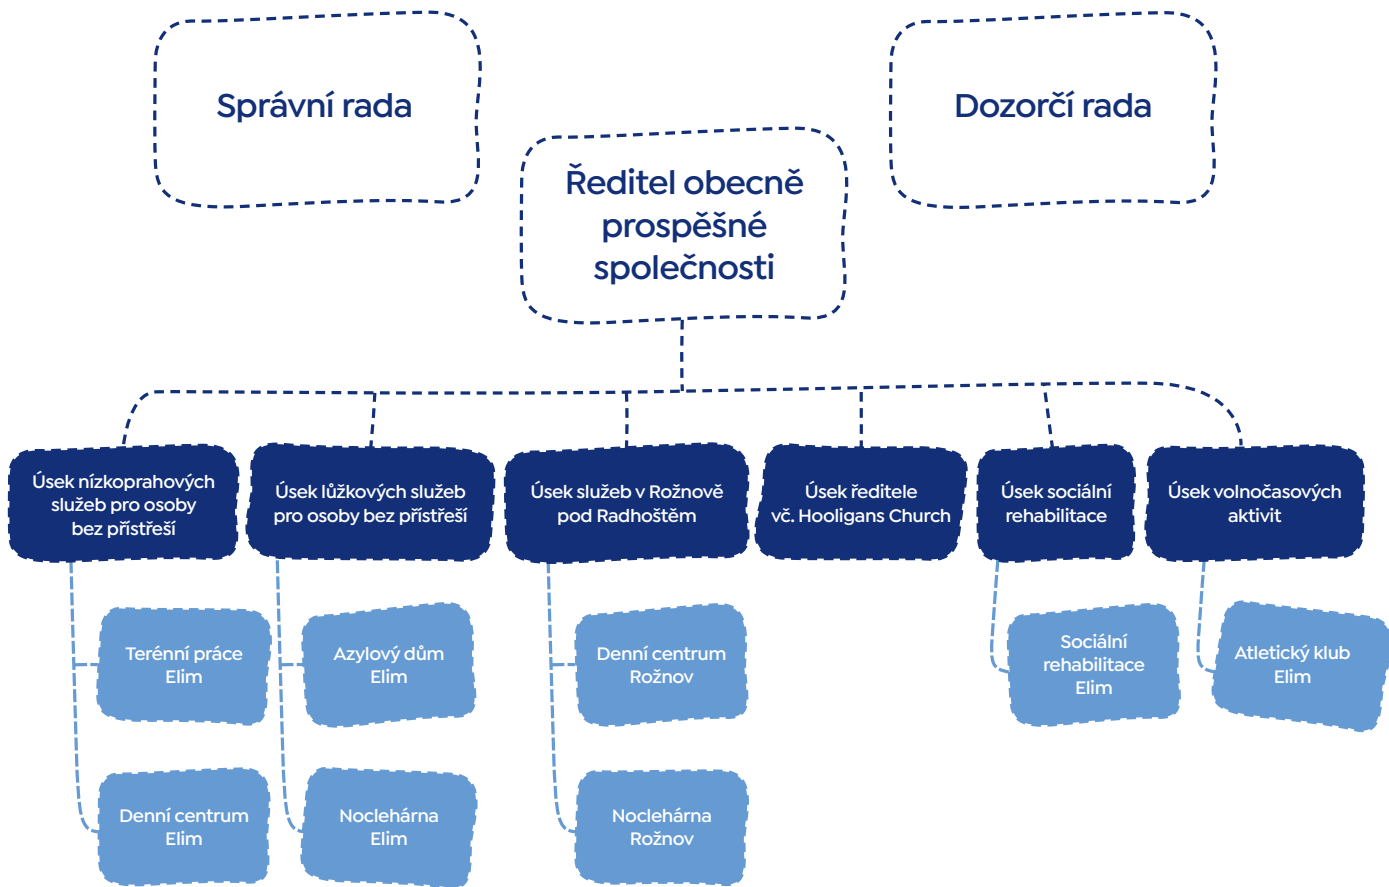 Správní rada
Dozorčí rada
Ředitel obecně
prospěšné
společnosti
Úsek nízkoprahových
služeb pro osoby
bez přístřeší
Úsek lůžkových služeb
pro osoby bez přístřeší
Úsek služeb v Rožnově
pod Radhoštěm
Úsek ředitele
vč. Hooligans Church
Úsek sociální
rehabilitace
Úsek volnočasových
aktivit
Terénní práce
Elim
Azylový dům
Elim
Denní centrum
Rožnov
Sociální
rehabilitace
Elim
Atletický klub
Elim
Denní centrum
Elim
Noclehárna
Elim
Noclehárna
Rožnov